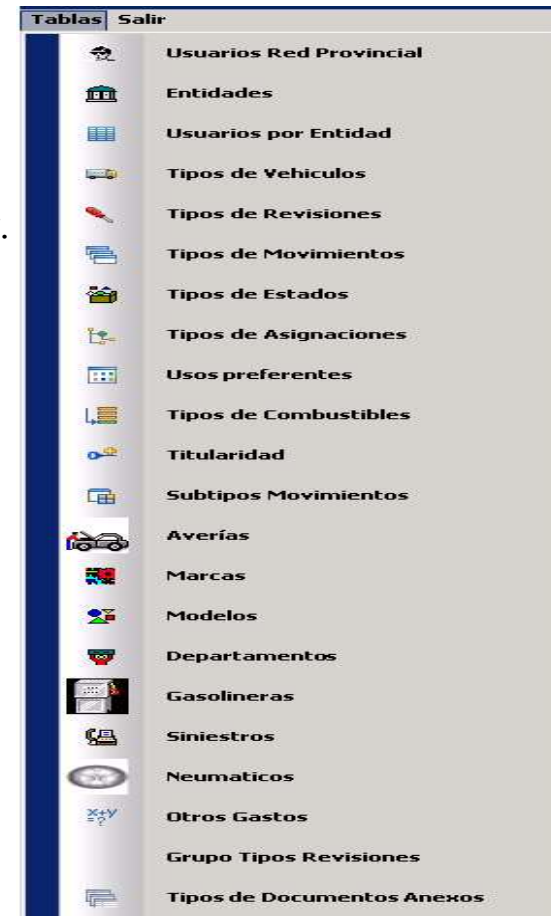 Tablas Salir
Usuarios Red Provincial
Entidades
Usuarios por Entidad
Tipos de Vehiculos
Tipos de Revisiones
Tipos de Movimientos
Tipos de Estados
Tipos de Asignaciones
Usos preferentes
Tipos de Combustibles
Titularidad
Subtipos Movimientos
Averías
Marcas
Modelos
Departamentos
Gasolineras
Siniestros
Neumaticos
Otros Gastos
Grupo Tipos Revisiones
Tipos de Documentos Anexos